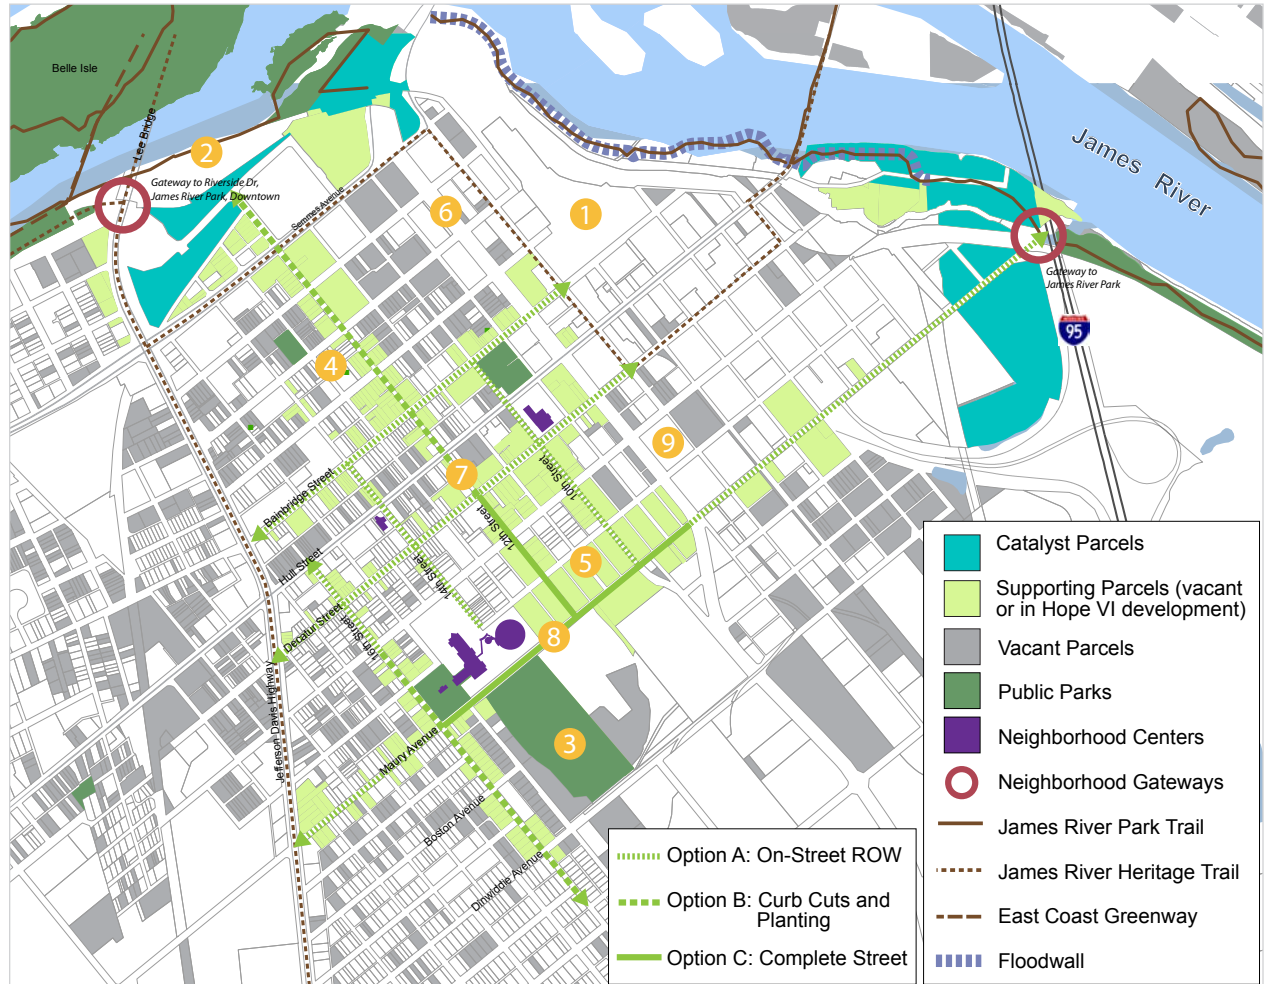 Belle Isle
Lee Bridge
2
Gateway to Riverside Dr,
James River Park, Downtown
Semmes Avenue
6
1
James River
Gateway to
James River Park
INTERSTATE
95
4
7
9
Bainbridge Street
10th Street
12th Street
Hull Street
14th Street
5
Decatur Street
16th Street
8
Jefferson Davis Highway
Maury Avenue
3
Boston Avenue
Dinwiddie Avenue
Option A: On-Street ROW
Option B: Curb Cuts and
Planting
Option C: Complete Street
Catalyst Parcels
Supporting Parcels (vacant
or in Hope VI development)
Vacant Parcels
Public Parks
Neighborhood Centers
Neighborhood Gateways
James River Park Trail
James River Heritage Trail
East Coast Greenway
Floodwall